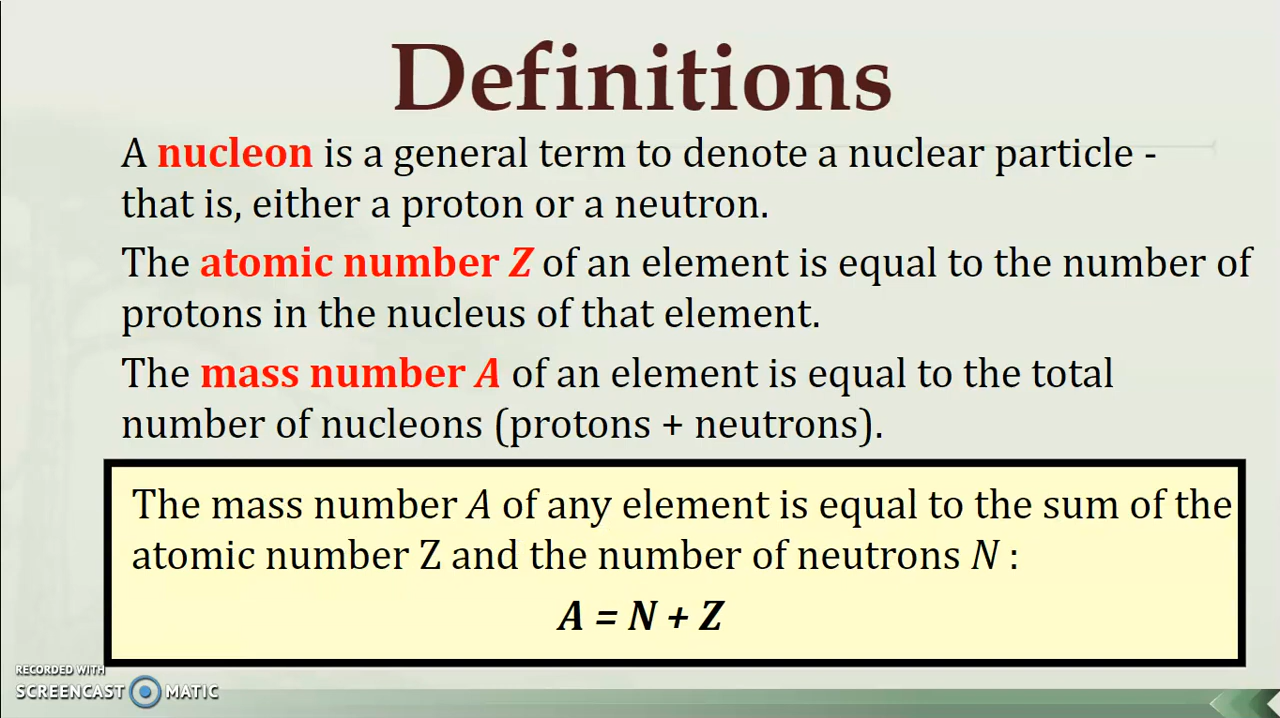 Definitions
A nucleon is a general term to denote a nuclear particle -
that is, either a proton or a neutron.
The atomic number Z of an element is equal to the number of
protons in the nucleus of that element.
The mass number A of an element is equal to the total
number of nucleons (protons + neutrons).
The mass number A of any element is equal to the sum of the
atomic number Z and the number of neutrons N :
A = N + Z
RECORDED WITH
SCREENCAST MATIC